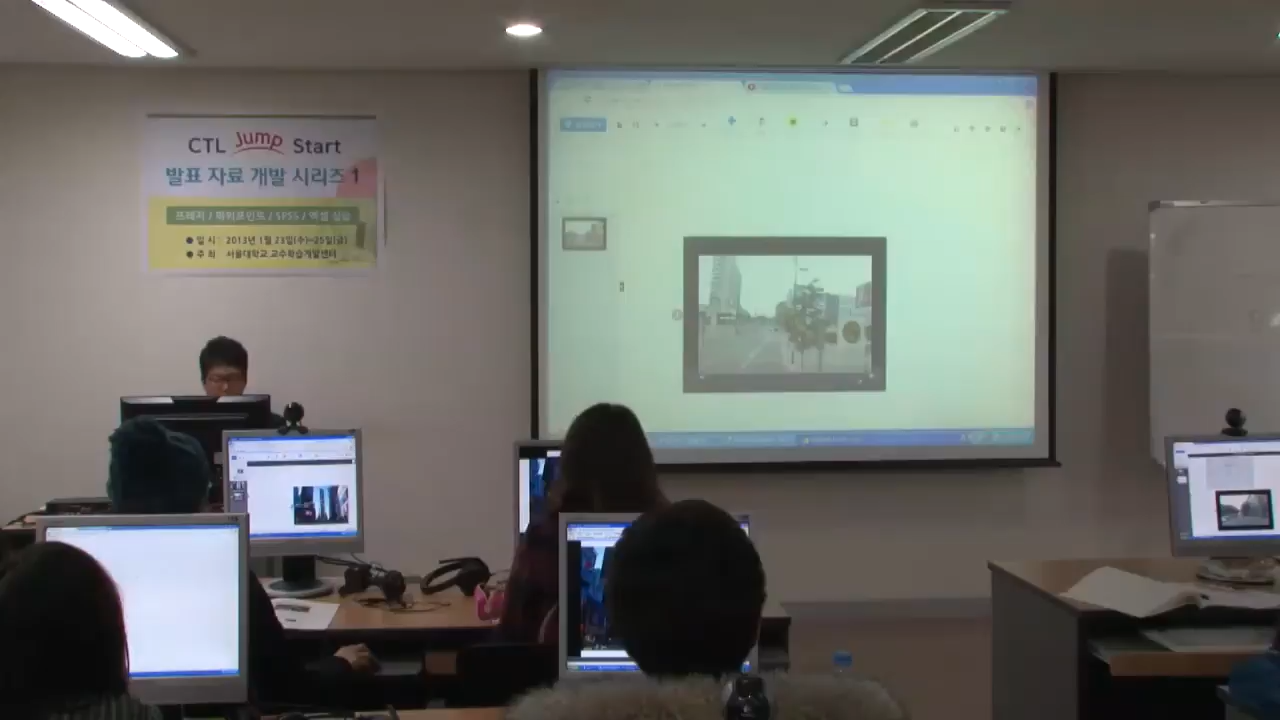 CTL Jump Start
발표 자료 개발 시리즈 1
프레지 / 파워포인트 / SPSS / 엑셀 실습
● 일 시 : 2013년 1월 23일(수)~25일(금)
● 주 최 서울대학교 교수학습개발센터